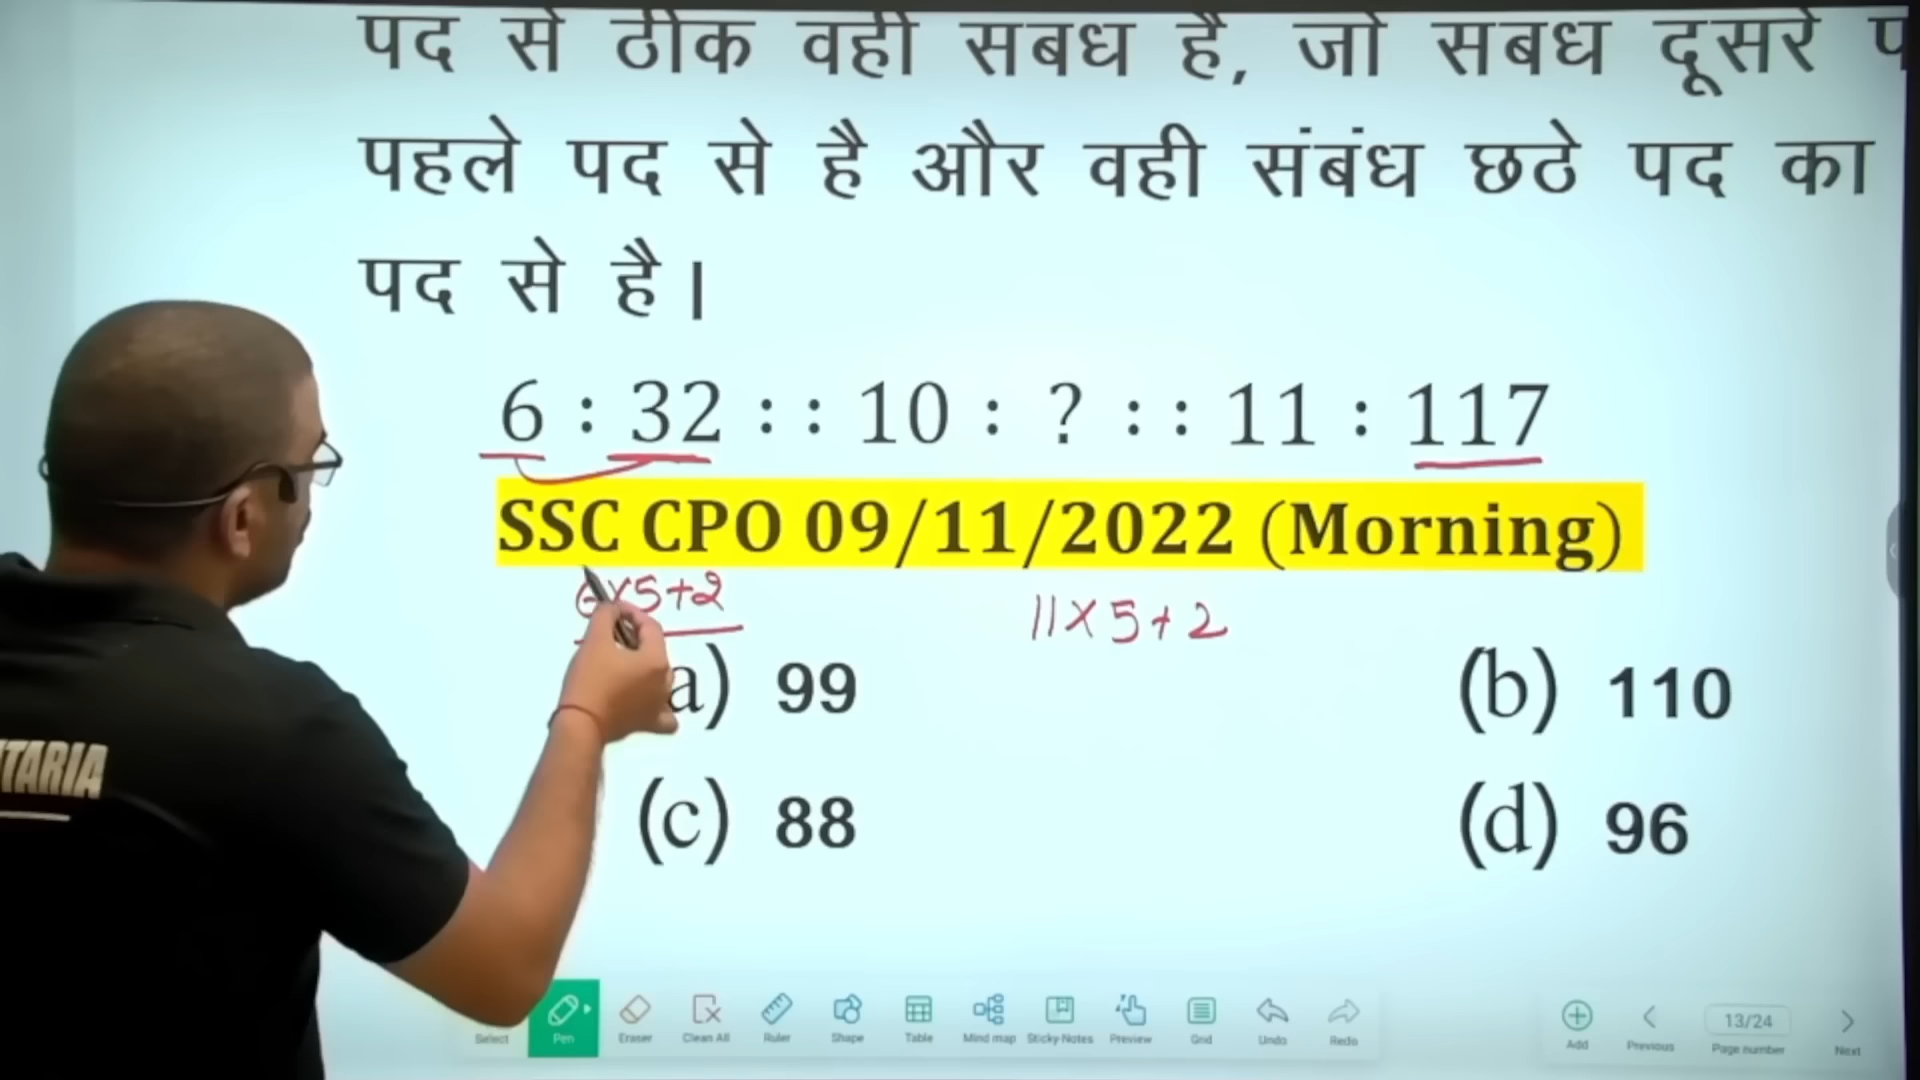 पद से ठीक वही सबध है, जो सबध दूसरे
पहले पद से है और वही संबंध छठे पद का
पद से है।
6 : 32 : : 10 : ? : : 11 : 117
SSC CPO 09/11/2022 (Morning)
6×5+2
11×5+2
a) 99
(b) 110
(c) 88
(d) 96
TARIA
Select Pen Eraser Clean All Ruler Shape Table Mind map Sticky-Notes Preview Grid Undo Redo
Add Previous 13/24 Page number Next